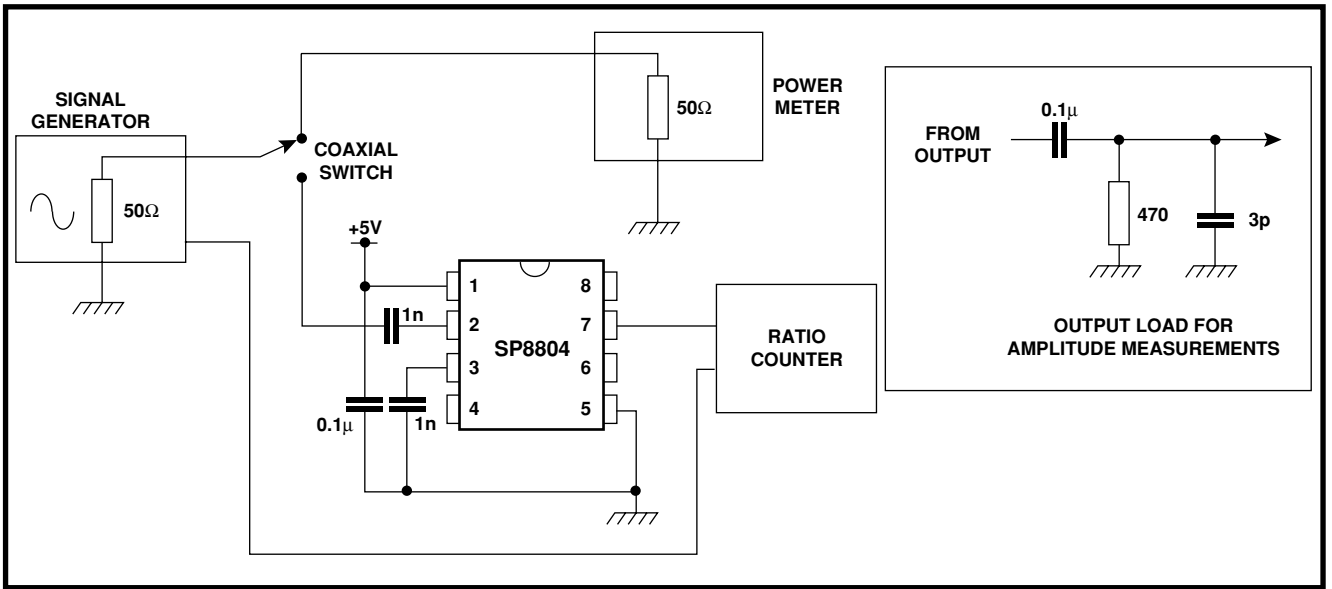 SIGNAL
GENERATOR
50Ω
COAXIAL
SWITCH
POWER
METER
50Ω
+5V
1n
0.1µ
1n
1
2
3
4
SP8804
8
7
6
5
RATIO
COUNTER
FROM
OUTPUT
0.1µ
470
3p
OUTPUT LOAD FOR
AMPLITUDE MEASUREMENTS